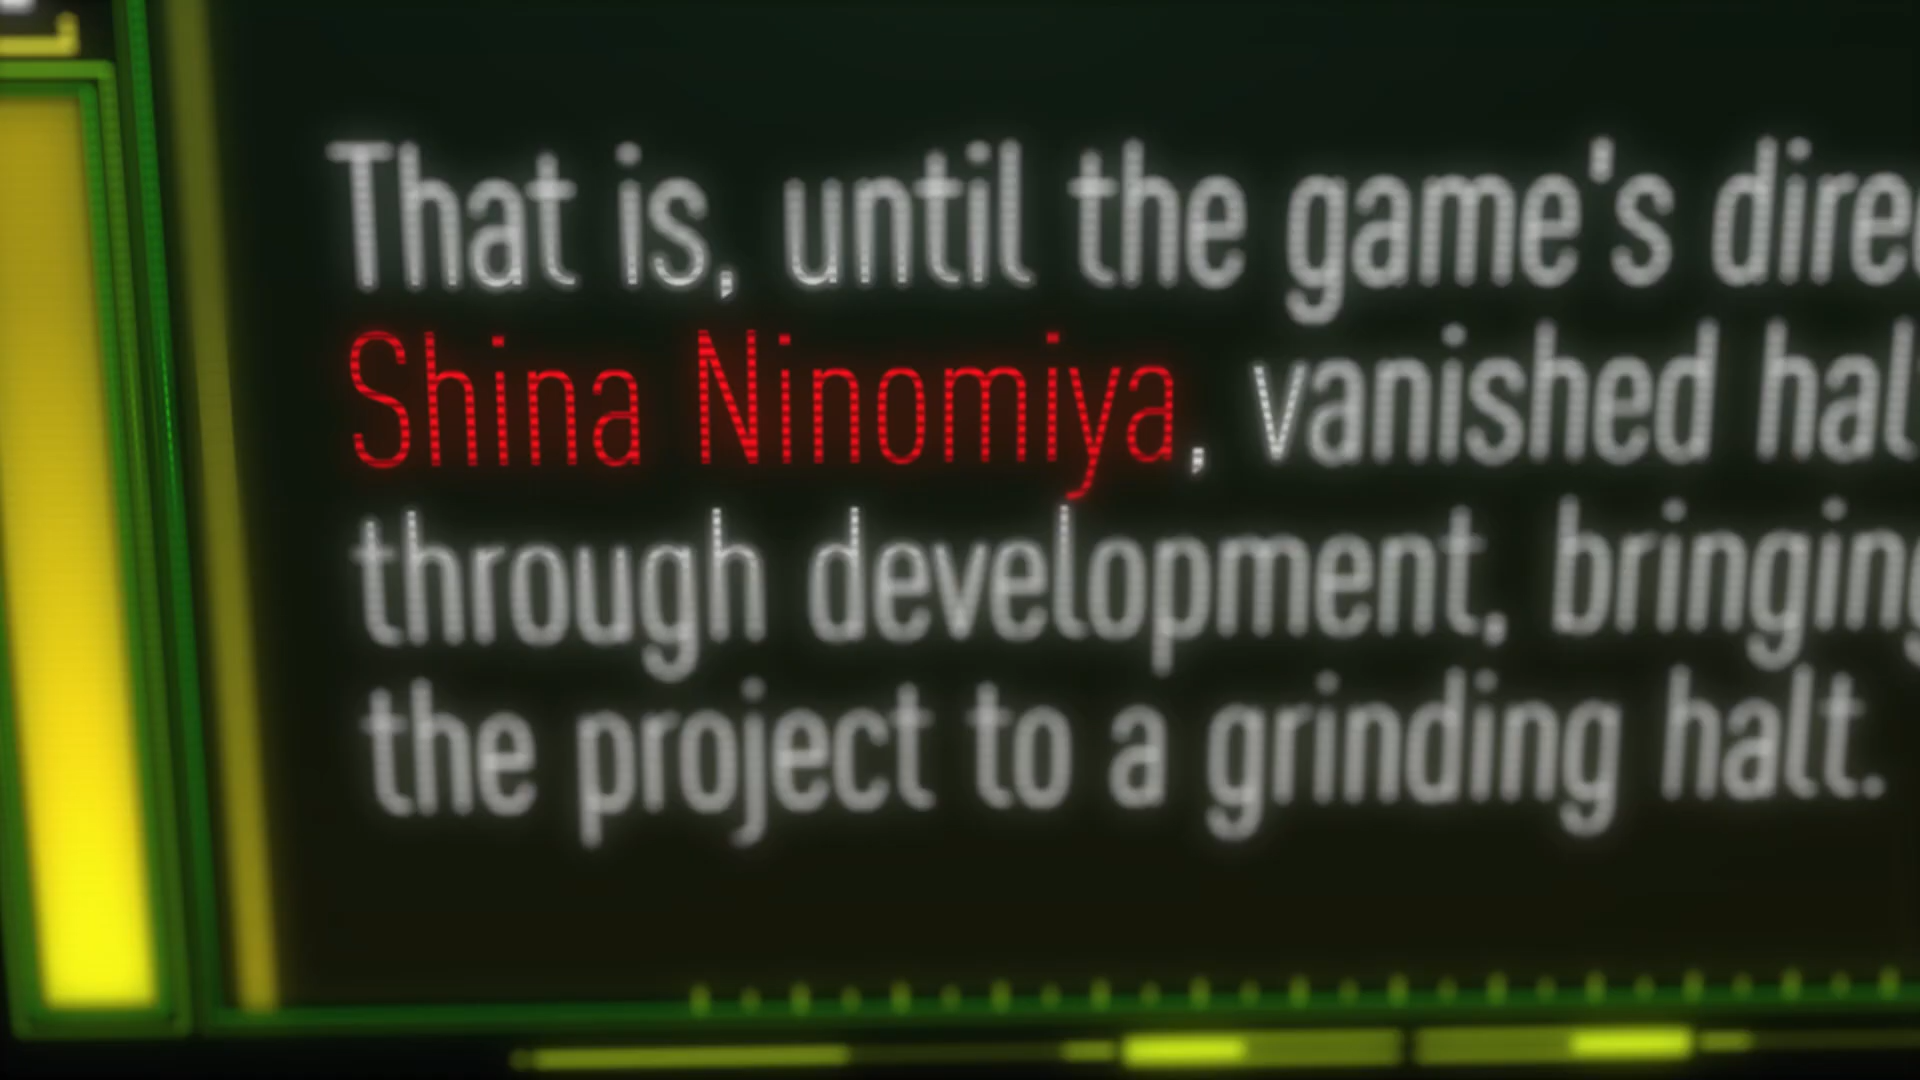 That is, until the game's
Shina Ninomiya, vanished
through development, bringing
the project to a grinding halt.